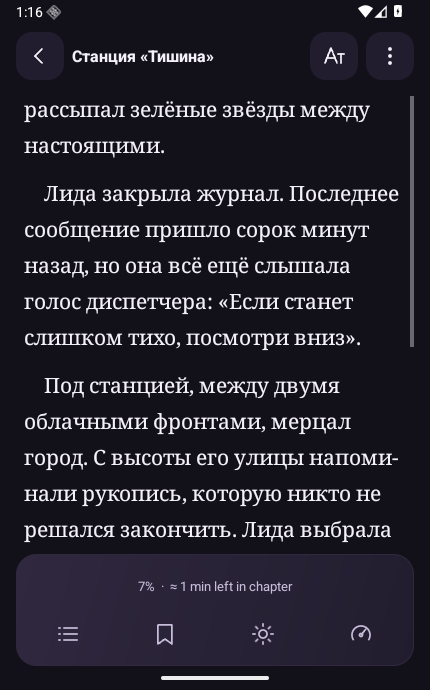 1:16
Станция «Тишина»
Aт
рассыпал зелёные звёзды между
настоящими.
Лида закрыла журнал. Последнее
сообщение пришло сорок минут
назад, но она всё ещё слышала
голос диспетчера: «Если станет
слишком тихо, посмотри вниз».
Под станцией, между двумя
облачными фронтами, мерцал
город. С высоты его улицы напоми-
нали рукопись, которую никто не
решался закончить. Лида выбрала
7% · ≈ 1 min left in chapter